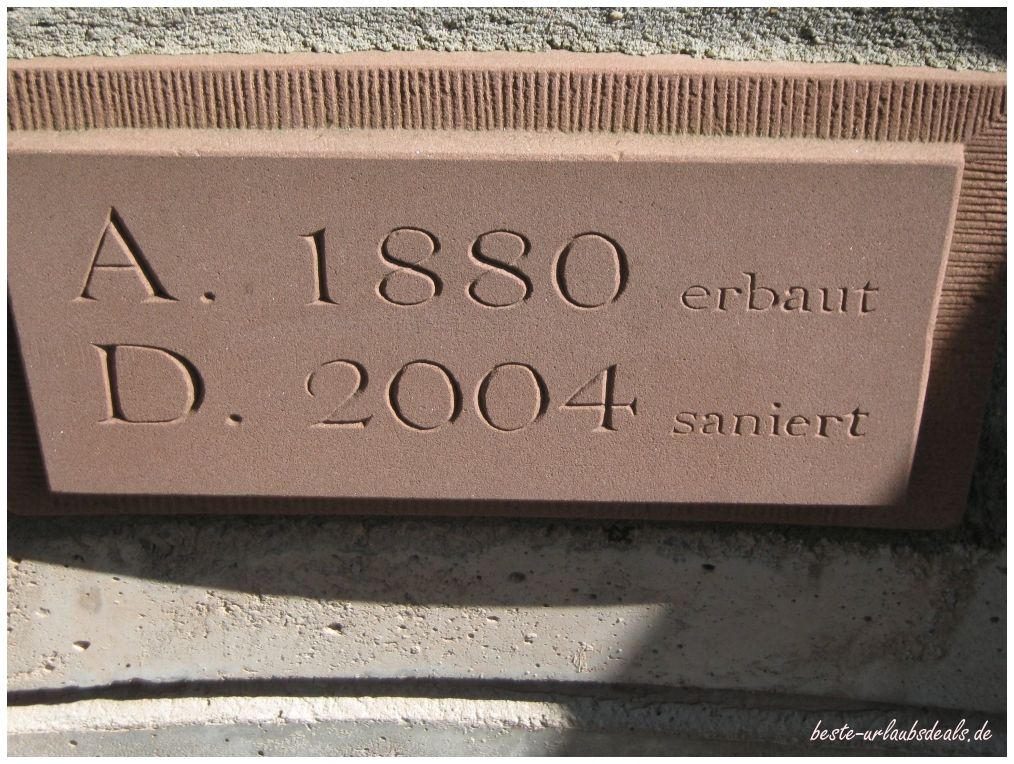 A. 1880 erbaut
D. 2004 saniert
beste-urlaubsdeals.de